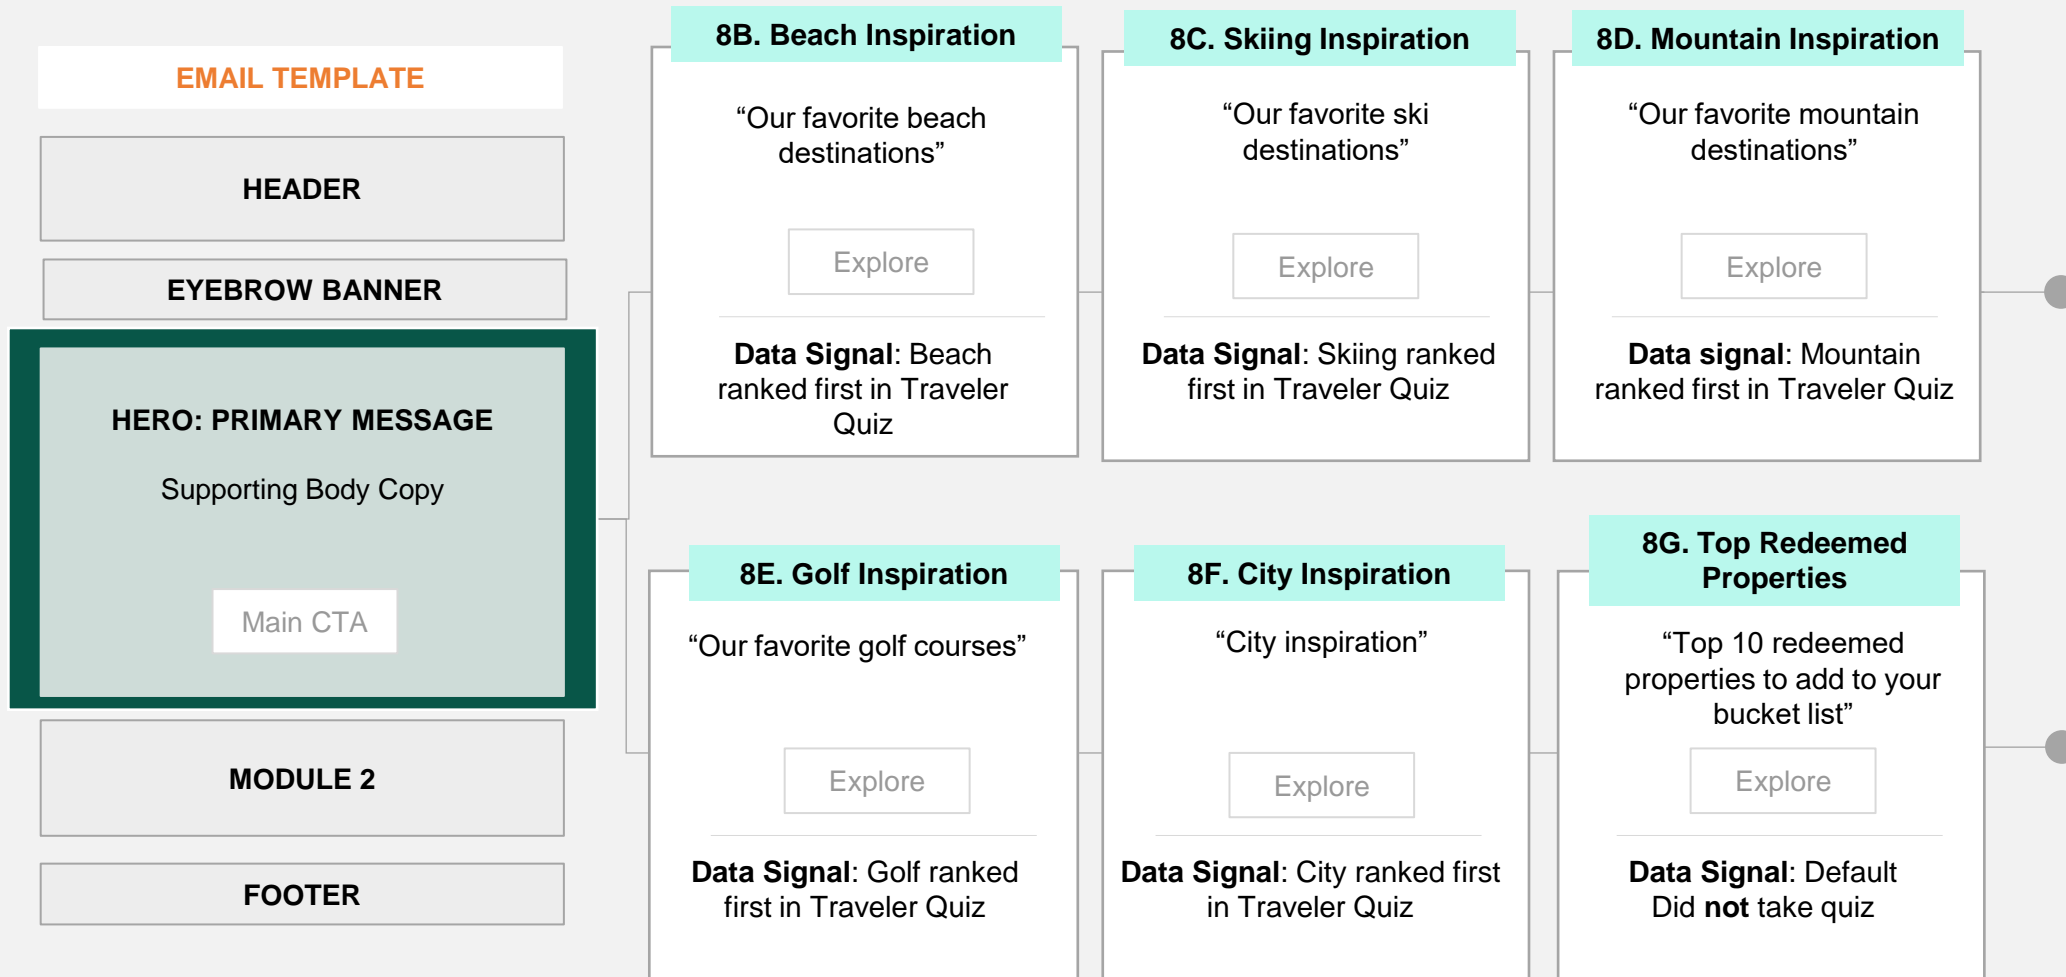 EMAIL TEMPLATE
HEADER
EYEBROW BANNER
HERO: PRIMARY MESSAGE
Supporting Body Copy
Main CTA
MODULE 2
FOOTER
8B. Beach Inspiration
“Our favorite beach
destinations”
Explore
Data Signal: Beach
ranked first in Traveler
Quiz
8C. Skiing Inspiration
“Our favorite ski
destinations”
Explore
Data Signal: Skiing ranked
first in Traveler Quiz
8D. Mountain Inspiration
“Our favorite mountain
destinations”
Explore
Data signal: Mountain
ranked first in Traveler Quiz
8E. Golf Inspiration
“Our favorite golf courses”
Explore
Data Signal: Golf ranked
first in Traveler Quiz
8F. City Inspiration
“City inspiration”
Explore
Data Signal: City ranked first
in Traveler Quiz
8G. Top Redeemed
Properties
“Top 10 redeemed
properties to add to your
bucket list”
Explore
Data Signal: Default
Did not take quiz